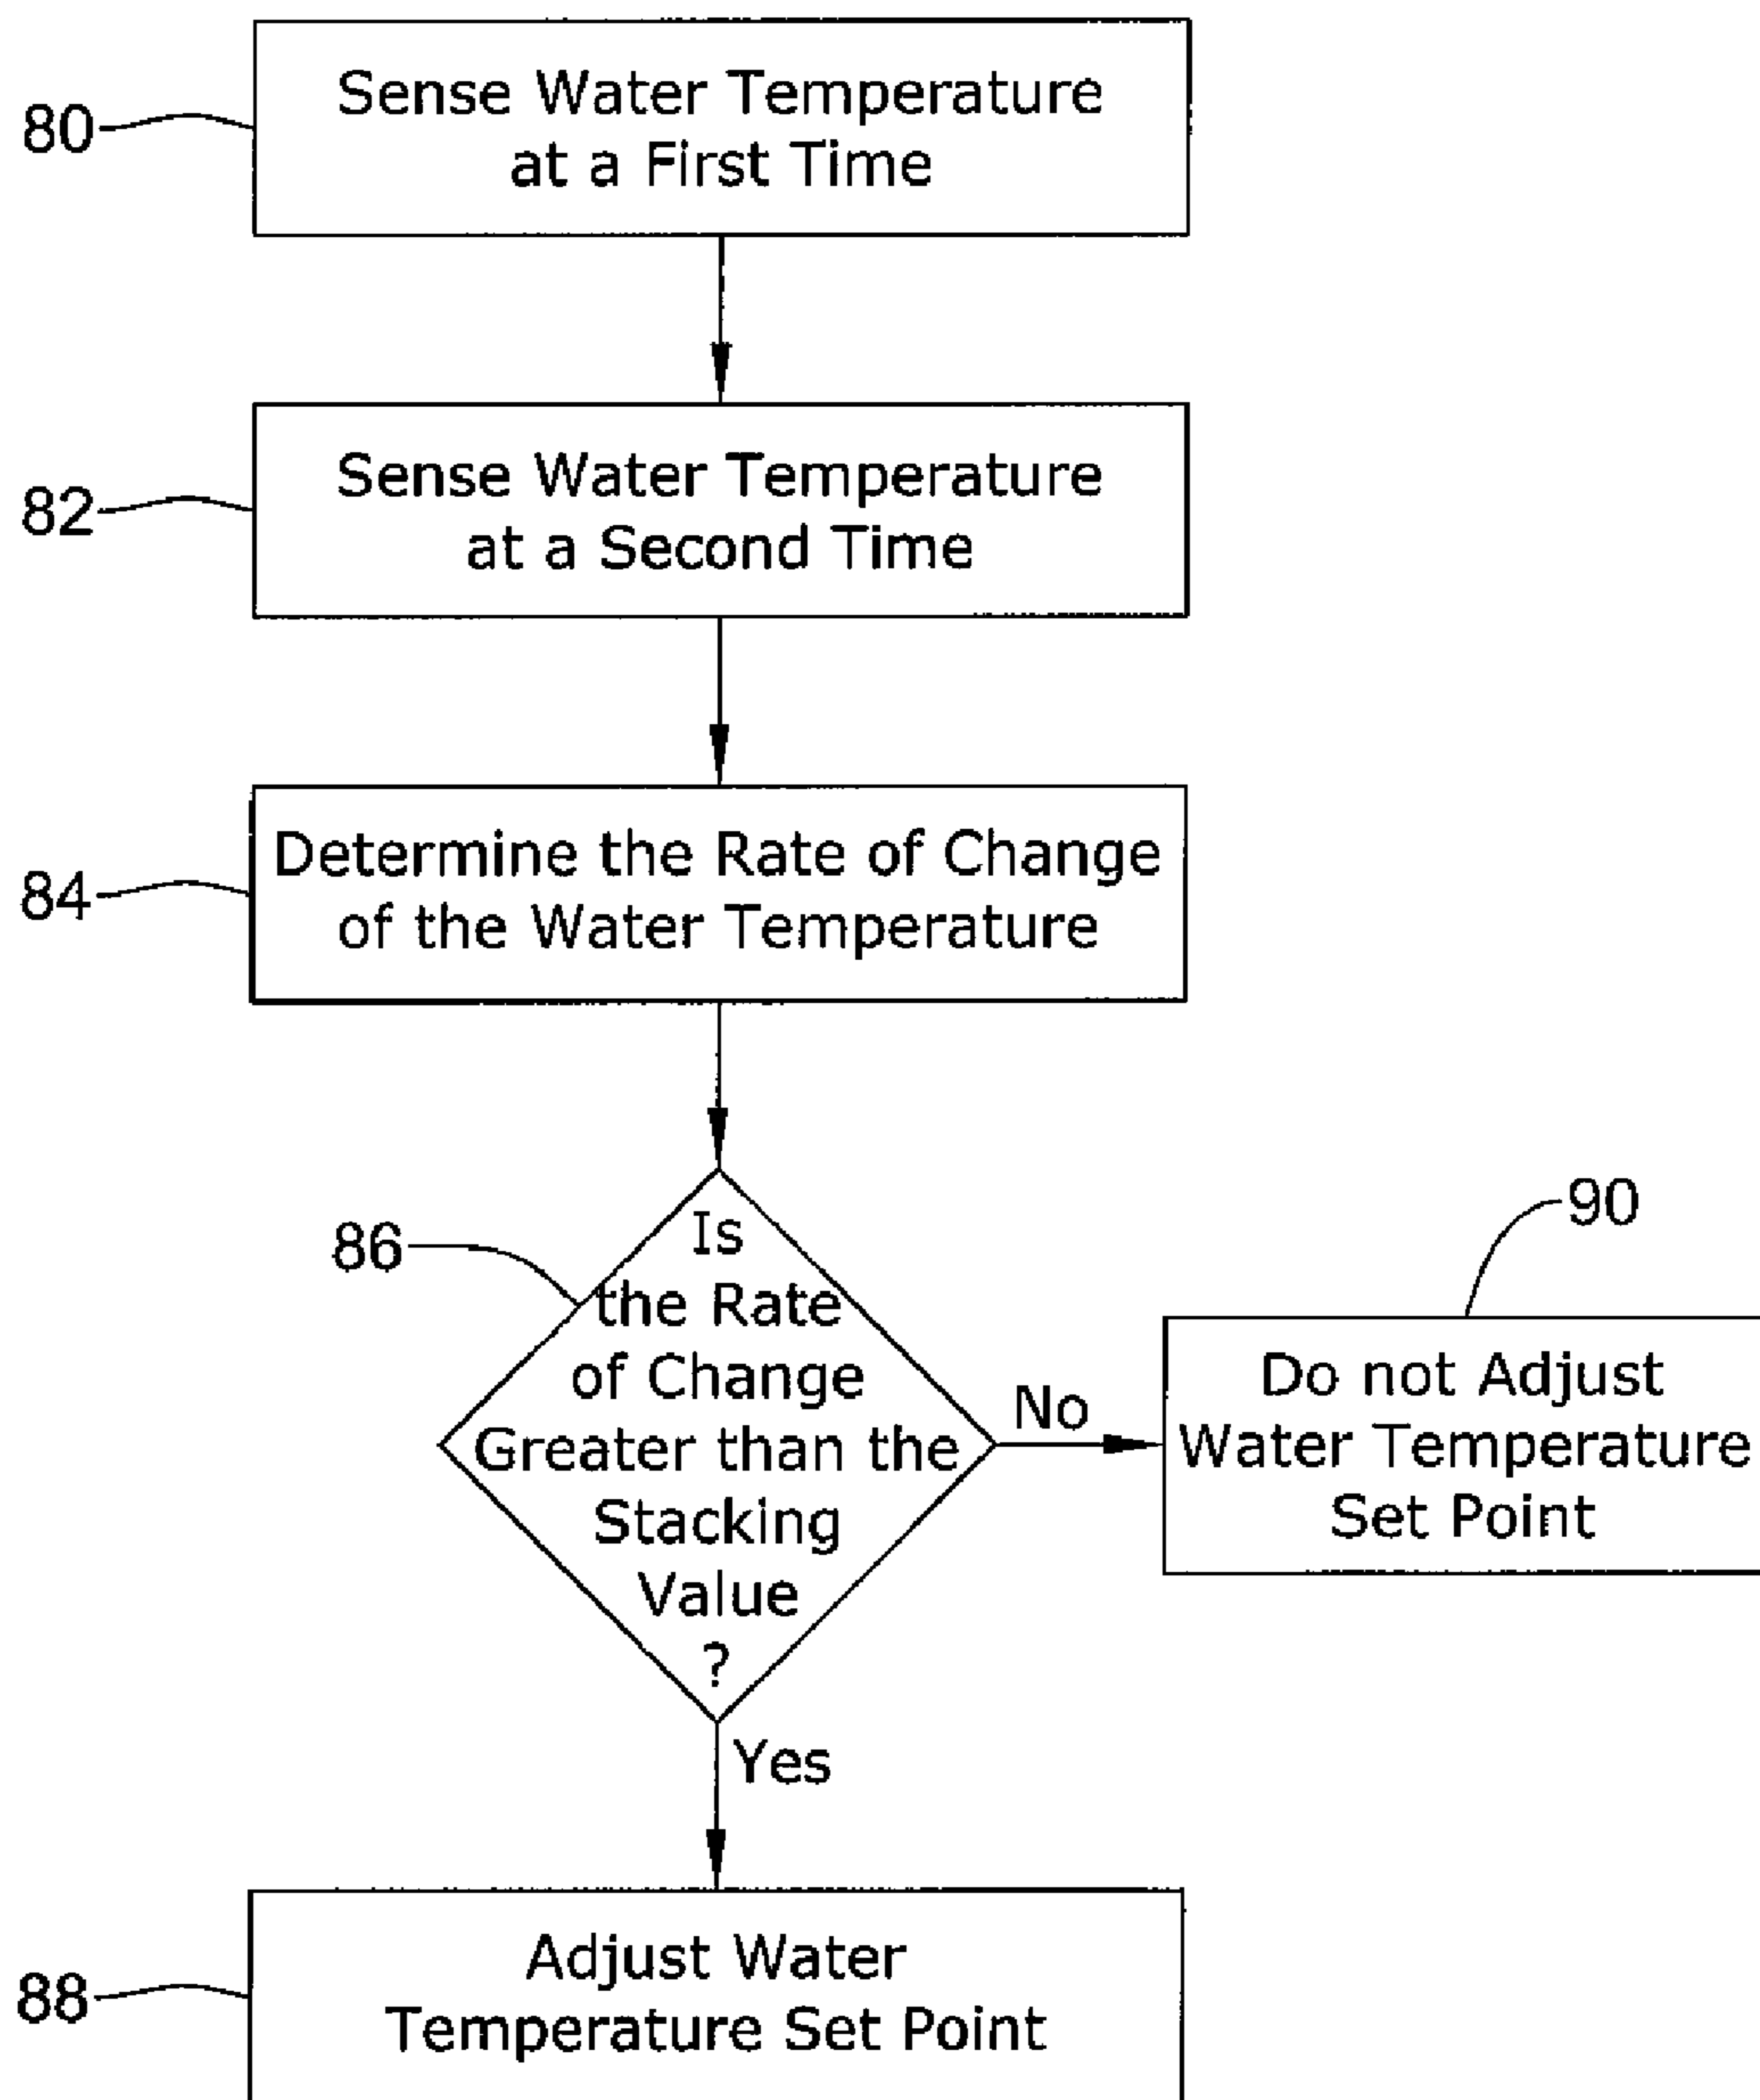 80
Sense Water Temperature
at a First Time
82
Sense Water Temperature
at a Second Time
84
Determine the Rate of Change
of the Water Temperature
86
Is
the Rate
of Change
Greater than the
Stacking
Value
?
No
90
Do not Adjust
Water Temperature
Set Point
Yes
88
Adjust Water
Temperature Set Point